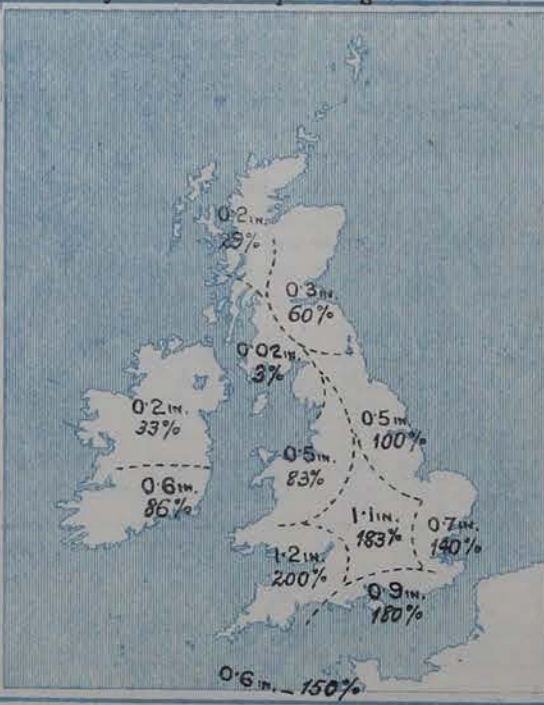 0·2 IN.
29%
0·3 IN.
60%
0·02 IN.
3%
0·2 IN.
33%
0·5 IN.
100%
0·5 IN.
83%
0·6 IN.
86%
1·1 IN.
183%
0·7 IN.
140%
1·2 IN.
200%
0·9 IN.
180%
0·6 IN. – 150%